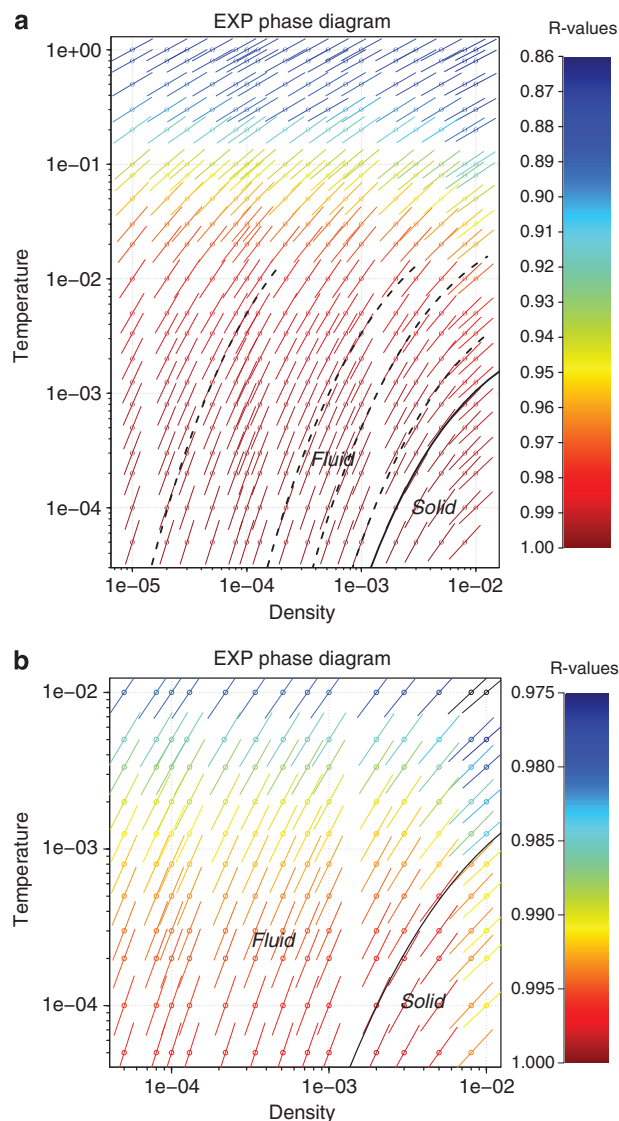 a
EXP phase diagram
R-values
1e+00
1e−01
1e−02
1e−03
1e−04
Temperature
Fluid
Solid
1e−05
1e−04
1e−03
1e−02
Density
0.86
0.87
0.88
0.89
0.90
0.91
0.92
0.93
0.94
0.95
0.96
0.97
0.98
0.99
1.00
b
EXP phase diagram
R-values
1e−02
1e−03
1e−04
Temperature
Fluid
Solid
1e−04
1e−03
1e−02
Density
0.975
0.980
0.985
0.990
0.995
1.000